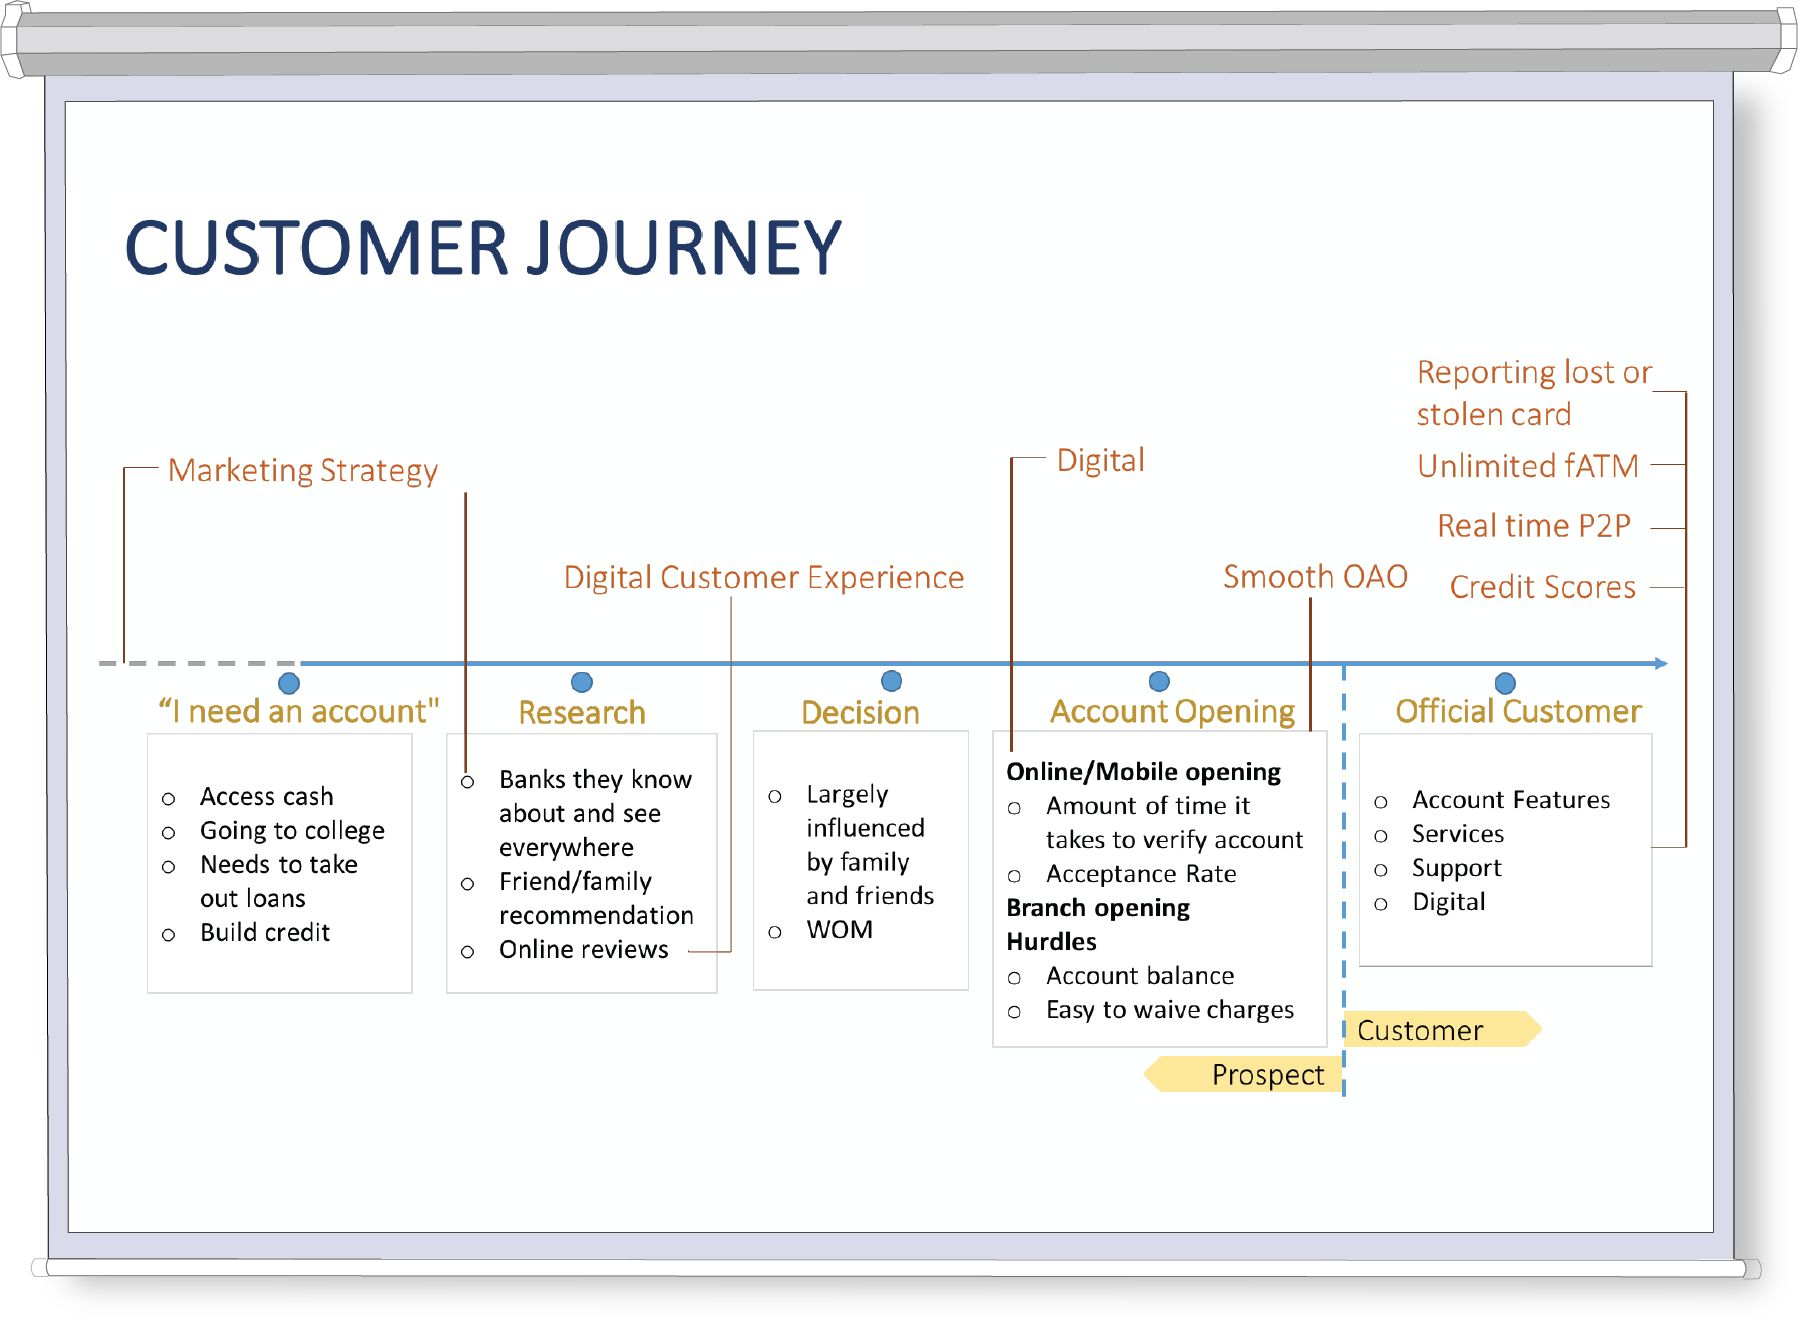 CUSTOMER JOURNEY
Reporting lost or
stolen card
Unlimited fATM
Real time P2P
Credit Scores
Marketing Strategy
Digital
Digital Customer Experience
Smooth OAO
“I need an account"
Access cash
Going to college
Needs to take
out loans
Build credit
Research
Banks they know
about and see
everywhere
Friend/family
recommendation
Online reviews
Decision
Largely
influenced
by family
and friends
WOM
Account Opening
Online/Mobile opening
Amount of time it
takes to verify account
Acceptance Rate
Branch opening
Hurdles
Account balance
Easy to waive charges
Official Customer
Account Features
Services
Support
Digital
Customer
Prospect